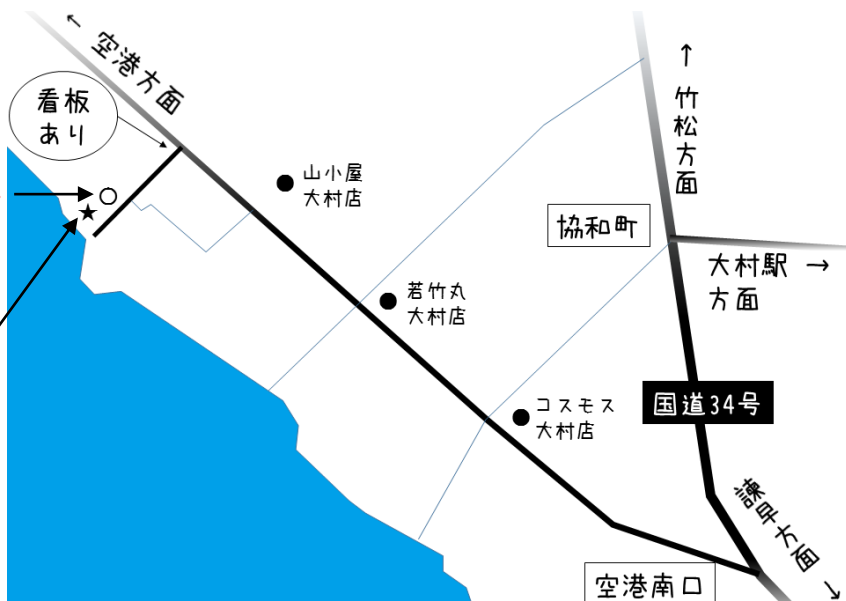 ← 空港方面
看板
あり
山小屋
大村店
↑ 竹松方面
協和町
大村駅 →
方面
若竹丸
大村店
コスモス
大村店
国道34号
諫早方面 →
空港南口